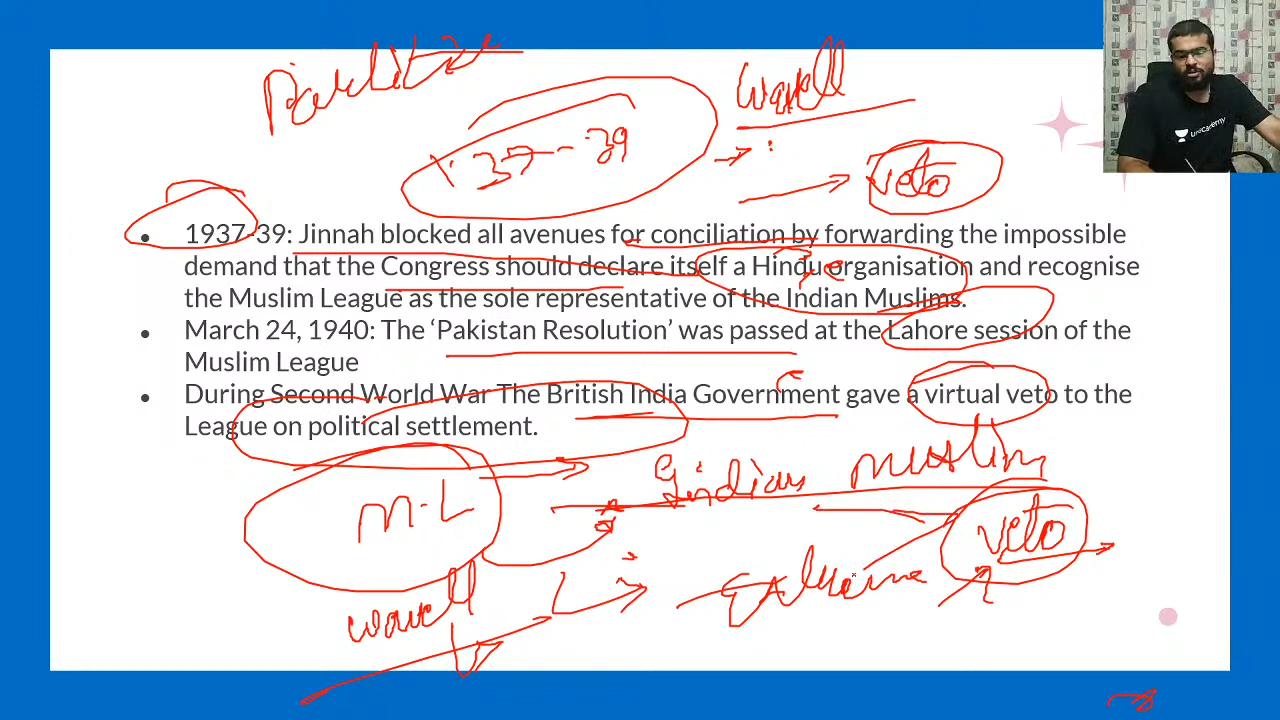 Wavell
'37--39
veto
unacademy
• 1937-39: Jinnah blocked all avenues for conciliation by forwarding the impossible
demand that the Congress should declare itself a Hindu organisation and recognise
the Muslim League as the sole representative of the Indian Muslims.
• March 24, 1940: The ‘Pakistan Resolution’ was passed at the Lahore session of the
Muslim League
• During Second World War The British India Government gave a virtual veto to the
League on political settlement.
Indian Muslim
M.L
veto
Wavell